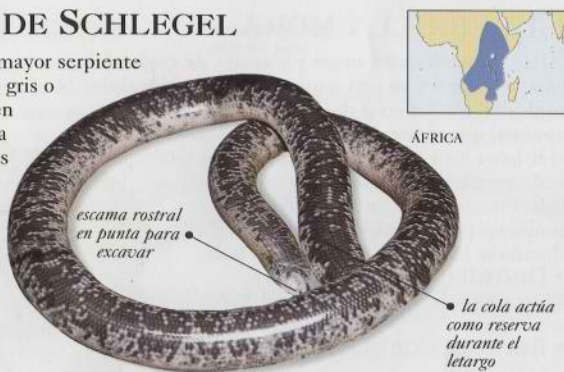 DE SCHLEGEL
mayor serpiente
gris o
en
a
s
ÁFRICA
escama rostral
en punta para
excavar
la cola actúa
como reserva
durante el
letargo